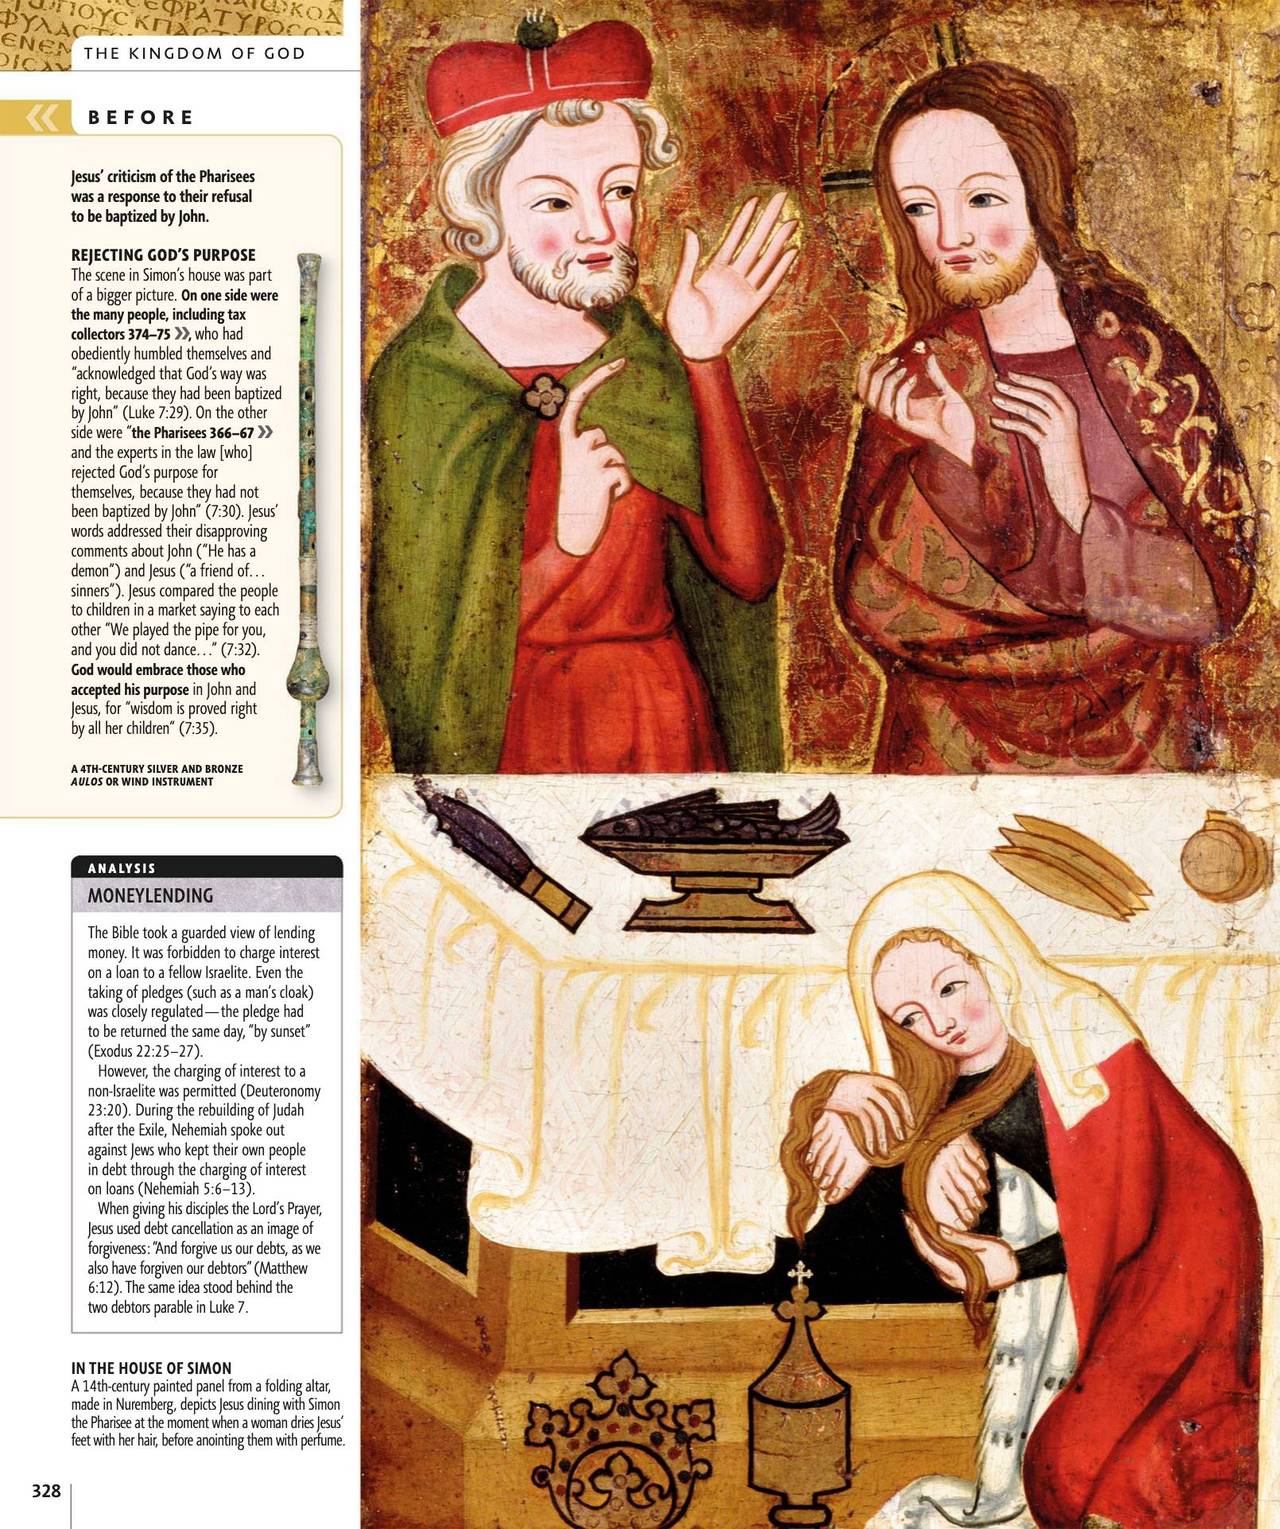 THE KINGDOM OF GOD
BEFORE
Jesus’ criticism of the Pharisees
was a response to their refusal
to be baptized by John.
REJECTING GOD’S PURPOSE
The scene in Simon’s house was part
of a bigger picture. On one side were
the many people, including tax
collectors 374–75 », who had
obediently humbled themselves and
“acknowledged that God’s way was
right, because they had been baptized
by John” (Luke 7:29). On the other
side were “the Pharisees 366–67 »
and the experts in the law [who]
rejected God’s purpose for
themselves, because they had not
been baptized by John” (7:30). Jesus’
words addressed their disapproving
comments about John (“He has a
demon”) and Jesus (“a friend of…
sinners”). Jesus compared the people
to children in a market saying to each
other “We played the pipe for you,
and you did not dance…” (7:32).
God would embrace those who
accepted his purpose in John and
Jesus, for “wisdom is proved right
by all her children” (7:35).
A 4TH-CENTURY SILVER AND BRONZE
AULOS OR WIND INSTRUMENT
ANALYSIS
MONEYLENDING
The Bible took a guarded view of lending
money. It was forbidden to charge interest
on a loan to a fellow Israelite. Even the
taking of pledges (such as a man’s cloak)
was closely regulated—the pledge had
to be returned the same day, “by sunset”
(Exodus 22:25–27).
However, the charging of interest to a
non-Israelite was permitted (Deuteronomy
23:20). During the rebuilding of Judah
after the Exile, Nehemiah spoke out
against Jews who kept their own people
in debt through the charging of interest
on loans (Nehemiah 5:6–13).
When giving his disciples the Lord’s Prayer,
Jesus used debt cancellation as an image of
forgiveness: “And forgive us our debts, as we
also have forgiven our debtors” (Matthew
6:12). The same idea stood behind the
two debtors parable in Luke 7.
IN THE HOUSE OF SIMON
A 14th-century painted panel from a folding altar,
made in Nuremberg, depicts Jesus dining with Simon
the Pharisee at the moment when a woman dries Jesus’
feet with her hair, before anointing them with perfume.
328